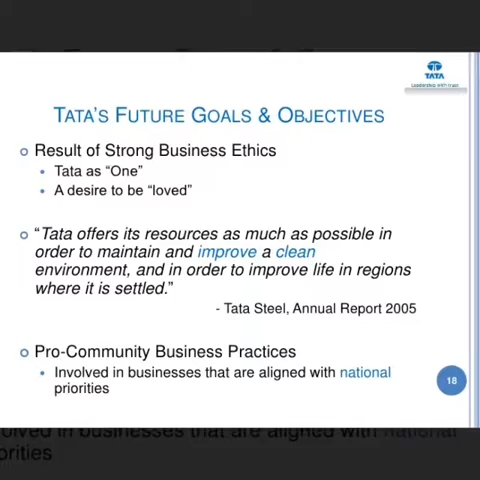 TATA
Leadership with trust
TATA'S FUTURE GOALS & OBJECTIVES
Result of Strong Business Ethics
Tata as "One"
A desire to be "loved"
"Tata offers its resources as much as possible in
order to maintain and improve a clean
environment, and in order to improve life in regions
where it is settled."
- Tata Steel, Annual Report 2005
Pro-Community Business Practices
Involved in businesses that are aligned with national
priorities
18
olved in businesses that are aligned with national
orities